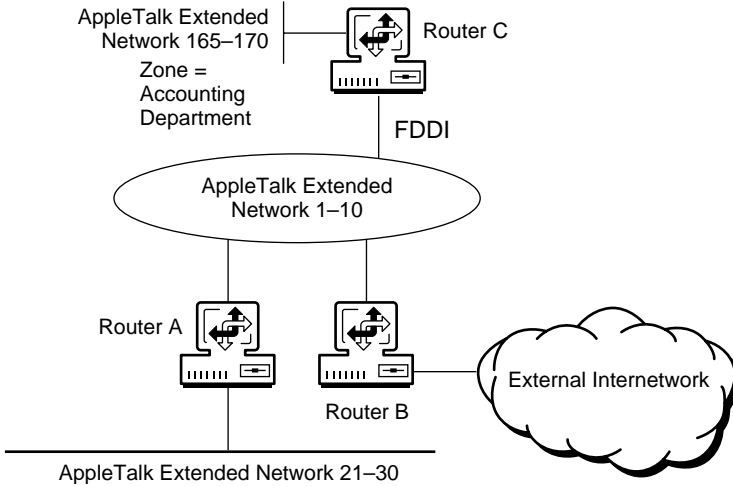 AppleTalk Extended
Network 165–170
Zone =
Accounting
Department
Router C
FDDI
AppleTalk Extended
Network 1–10
Router A
Router B
External Internetwork
AppleTalk Extended Network 21–30